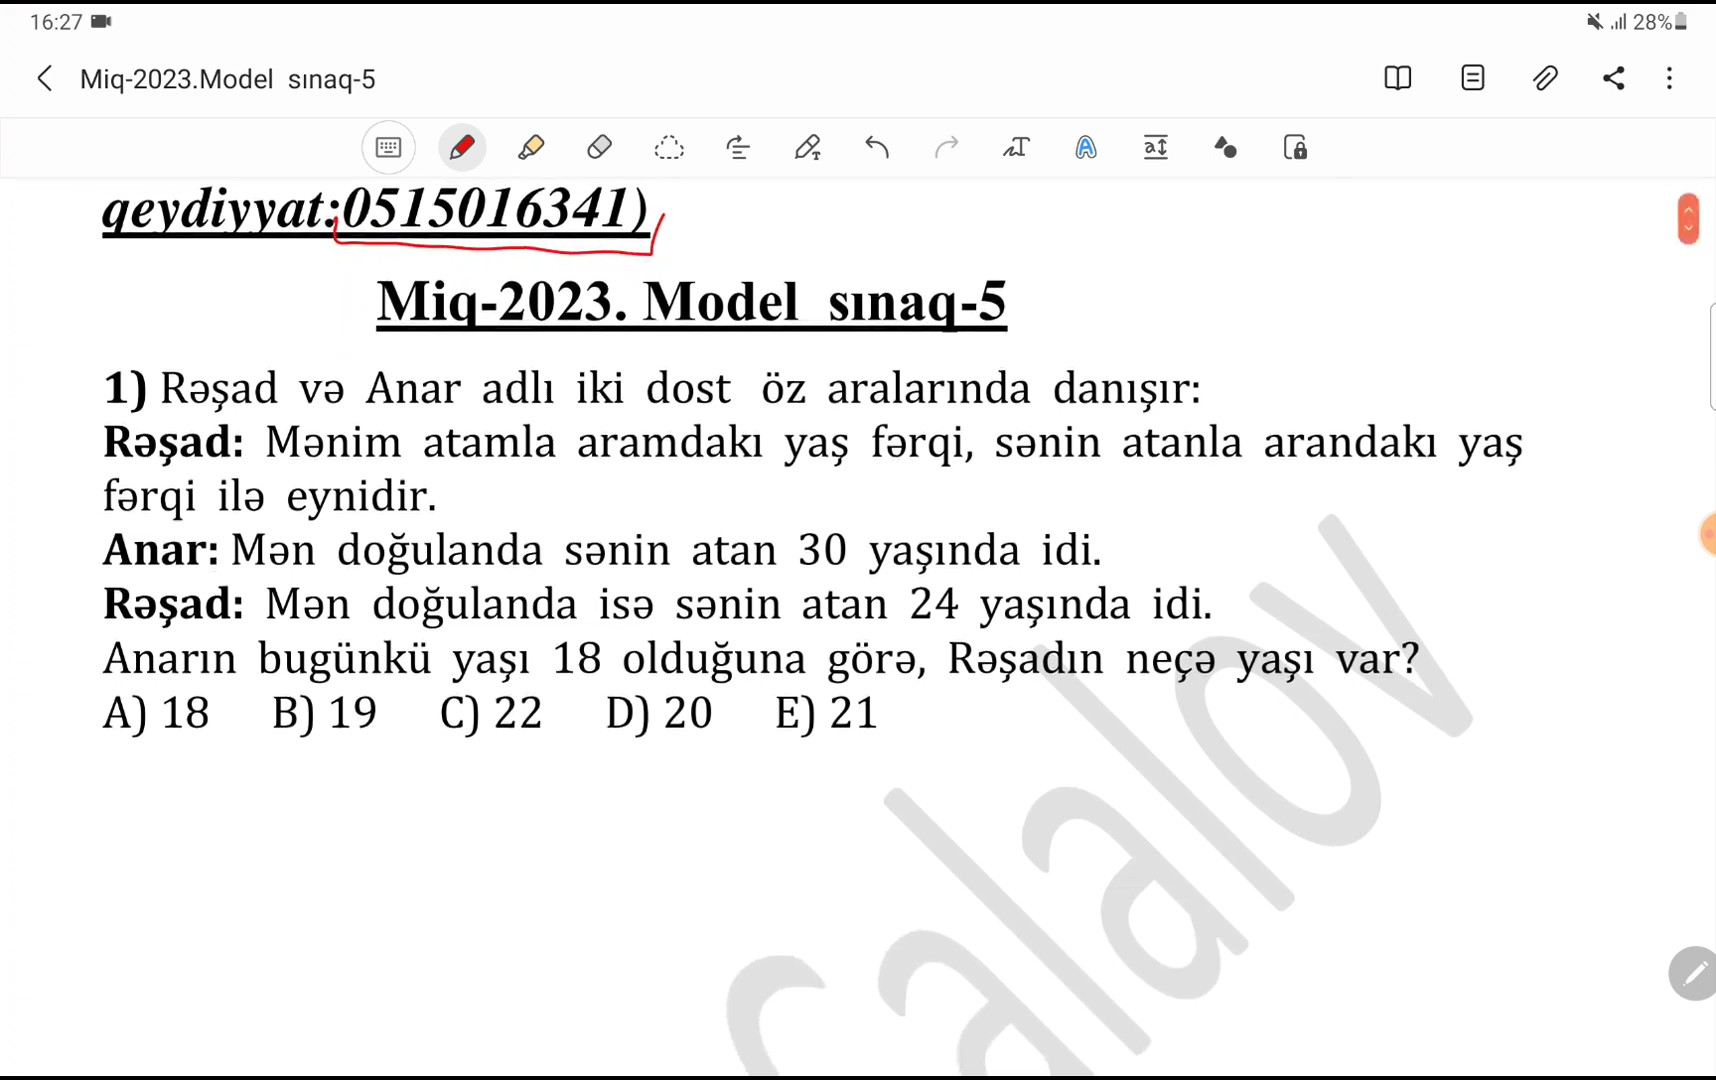 16:27
28%
Miq-2023.Model sınaq-5
qeydiyyat:0515016341)
Miq-2023. Model sınaq-5
1) Rəşad və Anar adlı iki dost öz aralarında danışır:
Rəşad: Mənim atamla aramdakı yaş fərqi, sənin atanla arandakı yaş
fərqi ilə eynidir.
Anar: Mən doğulanda sənin atan 30 yaşında idi.
Rəşad: Mən doğulanda isə sənin atan 24 yaşında idi.
Anarın bugünkü yaşı 18 olduğuna görə, Rəşadın neçə yaşı var?
A) 18 B) 19 C) 22 D) 20 E) 21